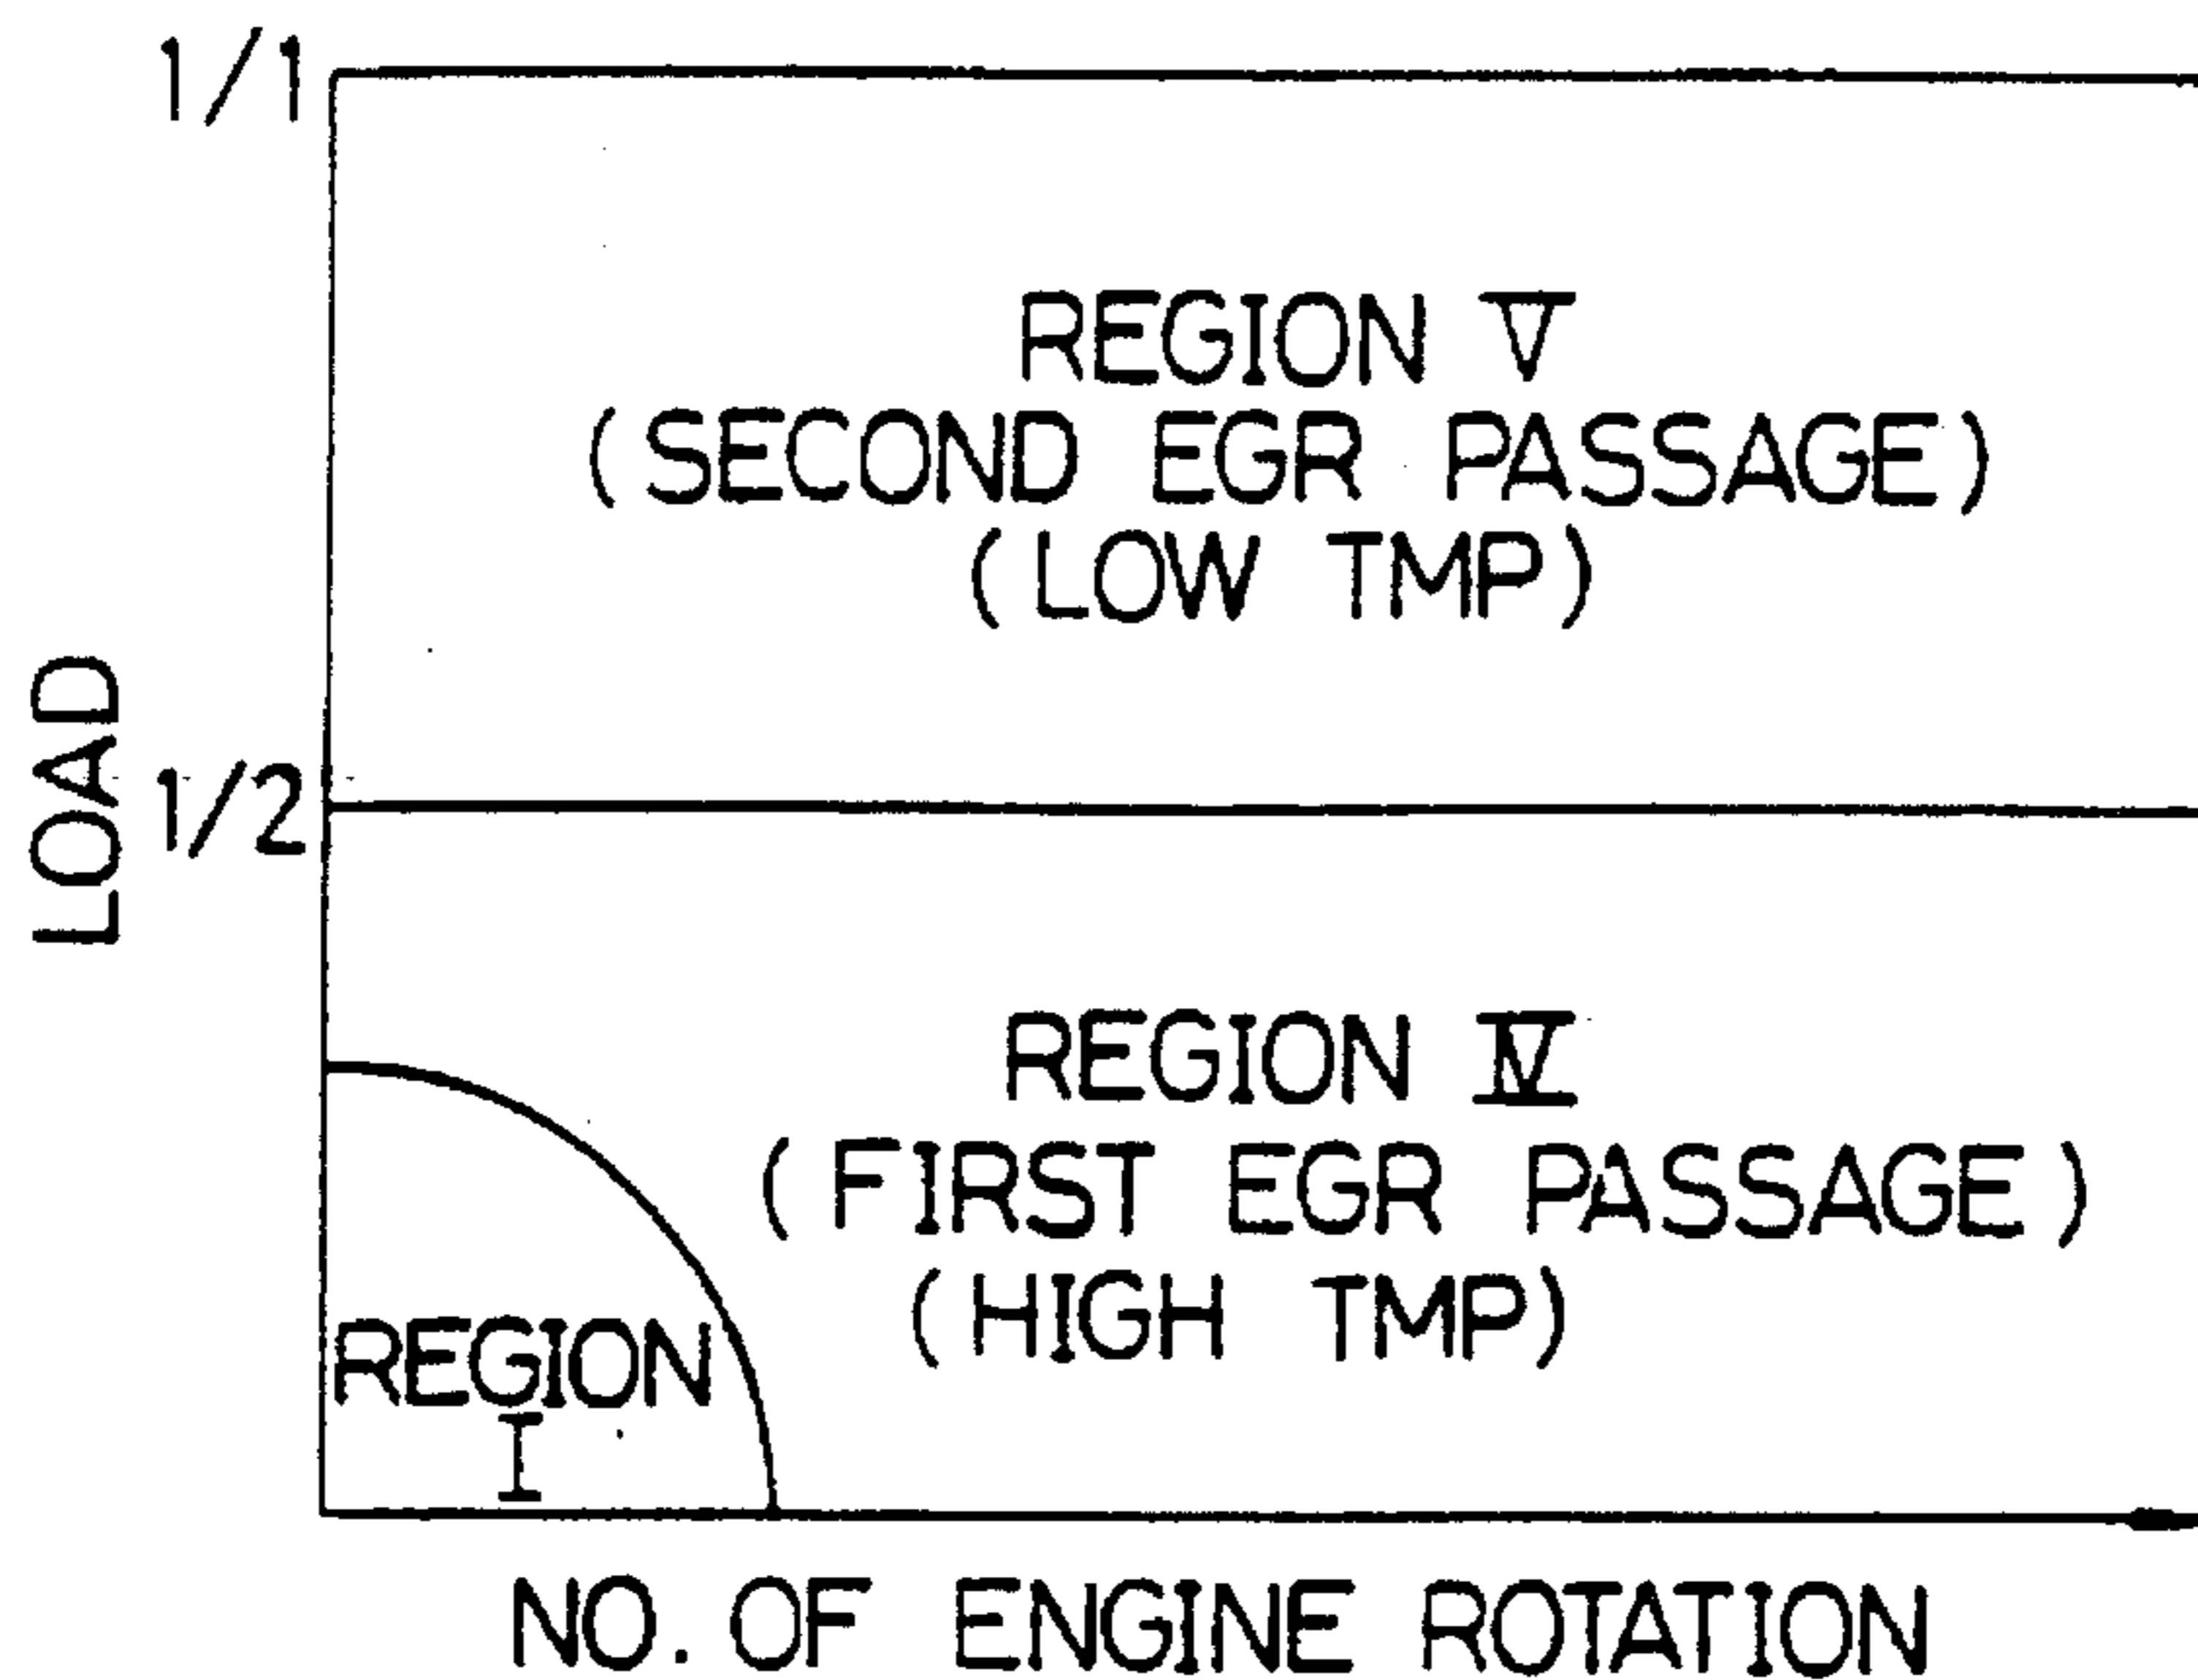 1/1
REGION V
(SECOND EGR PASSAGE)
(LOW TMP)
LOAD
1/2
REGION IV
(FIRST EGR PASSAGE)
(HIGH TMP)
REGION
I
NO. OF ENGINE ROTATION